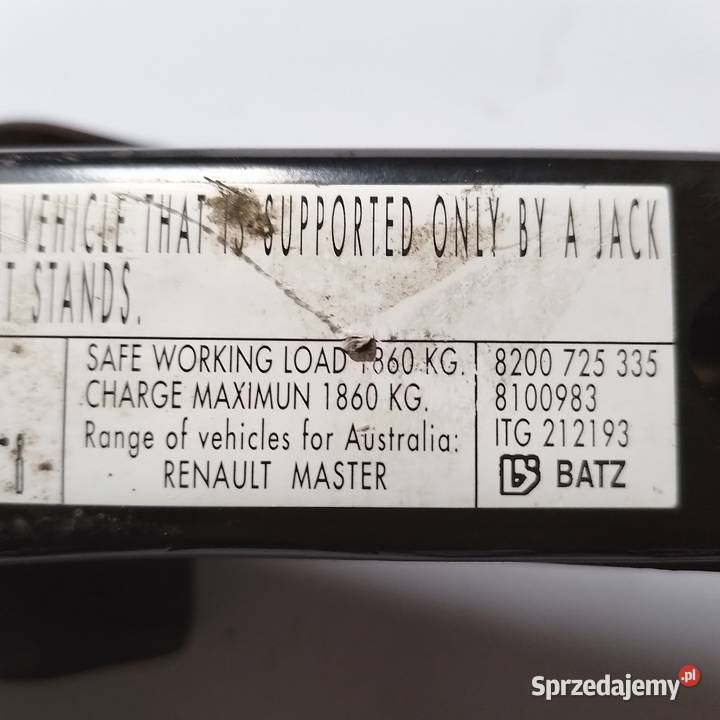 VEHICLE THAT IS SUPPORTED ONLY BY A JACK
T STANDS.
SAFE WORKING LOAD 1860 KG.
CHARGE MAXIMUN 1860 KG.
Range of vehicles for Australia:
RENAULT MASTER
8200 725 335
8100983
ITG 212193
BATZ
Sprzedajemy.pl